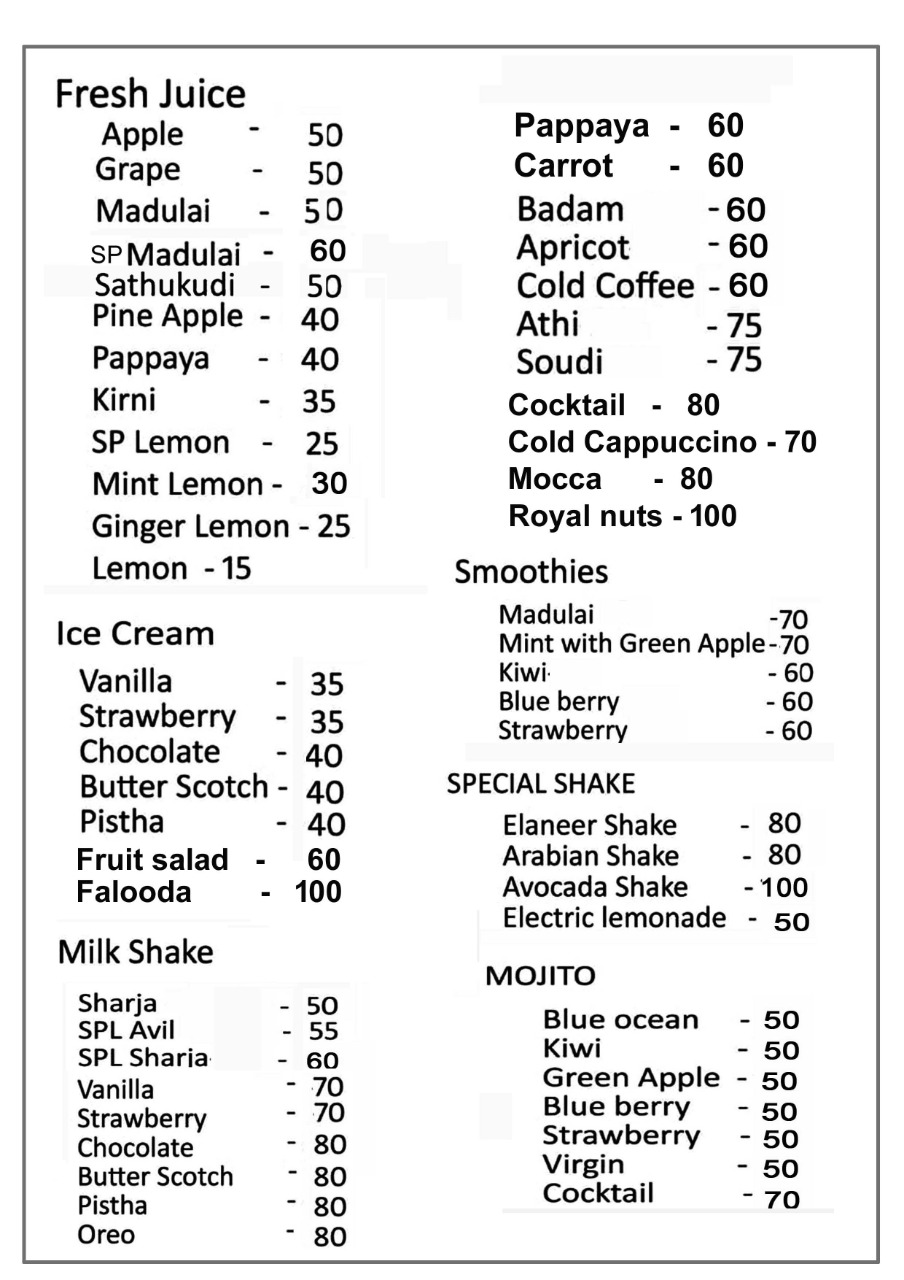 Fresh Juice
Apple - 50
Grape - 50
Madulai - 50
SP Madulai - 60
Sathukudi - 50
Pine Apple - 40
Pappaya - 40
Kirni - 35
SP Lemon - 25
Mint Lemon - 30
Ginger Lemon - 25
Lemon - 15
Ice Cream
Vanilla - 35
Strawberry - 35
Chocolate - 40
Butter Scotch - 40
Pistha - 40
Fruit salad - 60
Falooda - 100
Milk Shake
Sharja - 50
SPL Avil - 55
SPL Sharja - 60
Vanilla - 70
Strawberry - 70
Chocolate - 80
Butter Scotch - 80
Pistha - 80
Oreo - 80
Pappaya - 60
Carrot - 60
Badam - 60
Apricot - 60
Cold Coffee - 60
Athi - 75
Soudi - 75
Cocktail - 80
Cold Cappuccino - 70
Mocca - 80
Royal nuts - 100
Smoothies
Madulai -70
Mint with Green Apple -70
Kiwi - 60
Blue berry - 60
Strawberry - 60
SPECIAL SHAKE
Elaneer Shake - 80
Arabian Shake - 80
Avocada Shake - 100
Electric lemonade - 50
MOJITO
Blue ocean - 50
Kiwi - 50
Green Apple - 50
Blue berry - 50
Strawberry - 50
Virgin - 50
Cocktail - 70